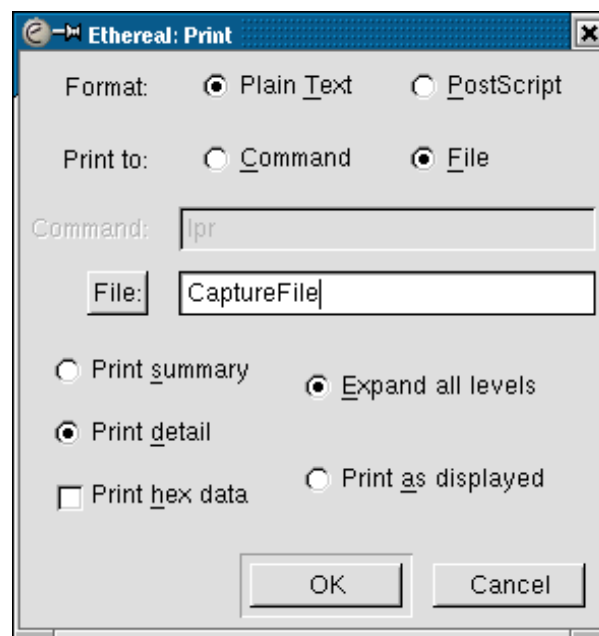 Ethereal: Print
Format: Plain Text PostScript
Print to: Command File
Command: lpr
File: CaptureFile
Print summary
Expand all levels
Print detail
Print as displayed
Print hex data
OK Cancel